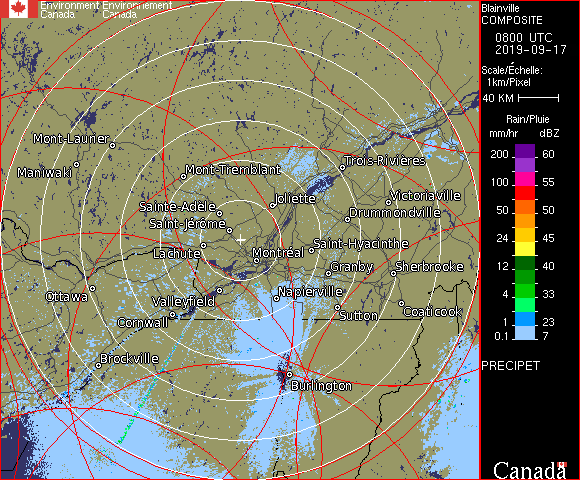 Environment Environnement
Canada Canada
Blainville
COMPOSITE
0800 UTC
2019-09-17
Scale/Échelle:
1km/Pixel
40 KM
Rain/Pluie
mm/hr dBZ
200 60
100 55
50 50
24 45
12 40
4 33
1 23
0.1 7
PRECIPET
Canada
Mont-Laurier
Maniwaki
Mont-Tremblant
Trois-Rivières
Joliette
Victoriaville
Sainte-Adele
Drummondville
Saint-Jérôme
Lachute
Saint-Hyacinthe
Montréal
Granby
Sherbrooke
Ottawa
Valleyfield
Napierville
Cornwall
Sutton
Coaticook
Brockville
Burlington